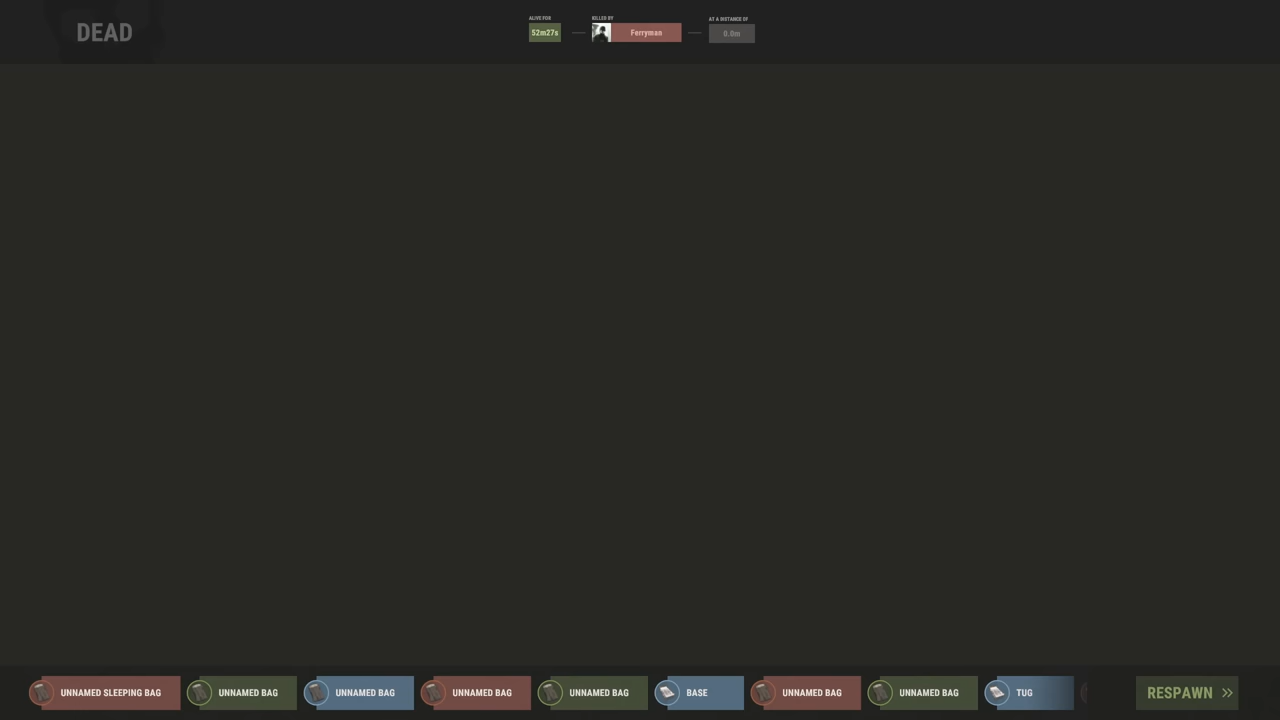 DEAD
ALIVE FOR
52m27s
KILLED BY
Ferryman
AT A DISTANCE OF
0.0m
UNNAMED SLEEPING BAG
UNNAMED BAG
UNNAMED BAG
UNNAMED BAG
UNNAMED BAG
BASE
UNNAMED BAG
UNNAMED BAG
TUG
RESPAWN